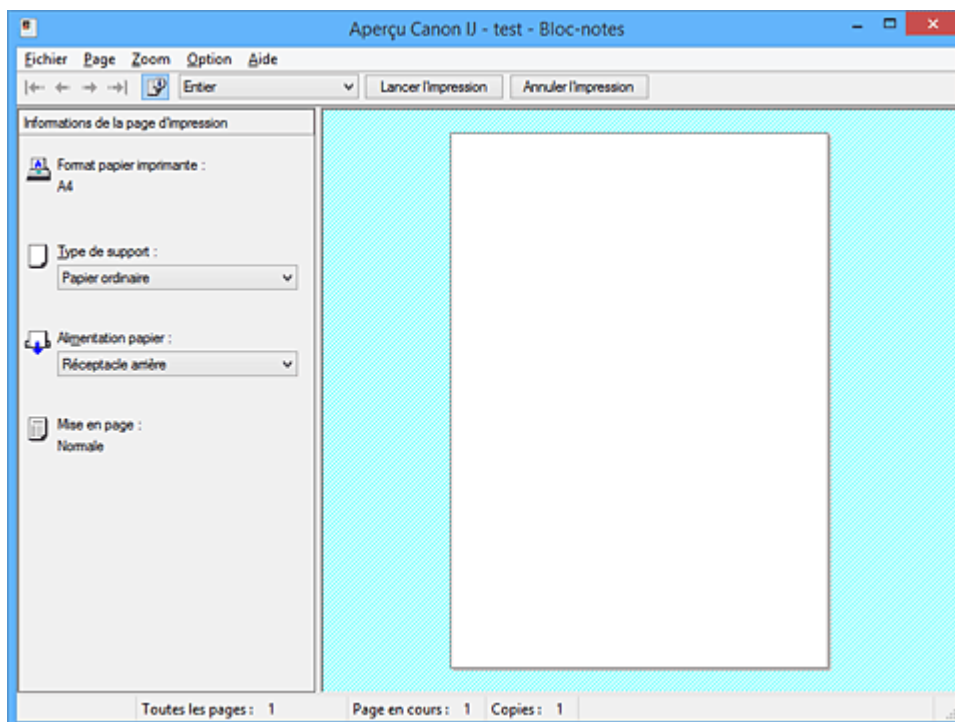 Aperçu Canon IJ - test - Bloc-notes
Fichier Page Zoom Option Aide
Entier Lancer l'impression Annuler l'impression
Informations de la page d'impression
Format papier imprimante :
A4
Type de support :
Papier ordinaire
Alimentation papier :
Réceptacle arrière
Mise en page :
Normale
Toutes les pages : 1 Page en cours : 1 Copies : 1